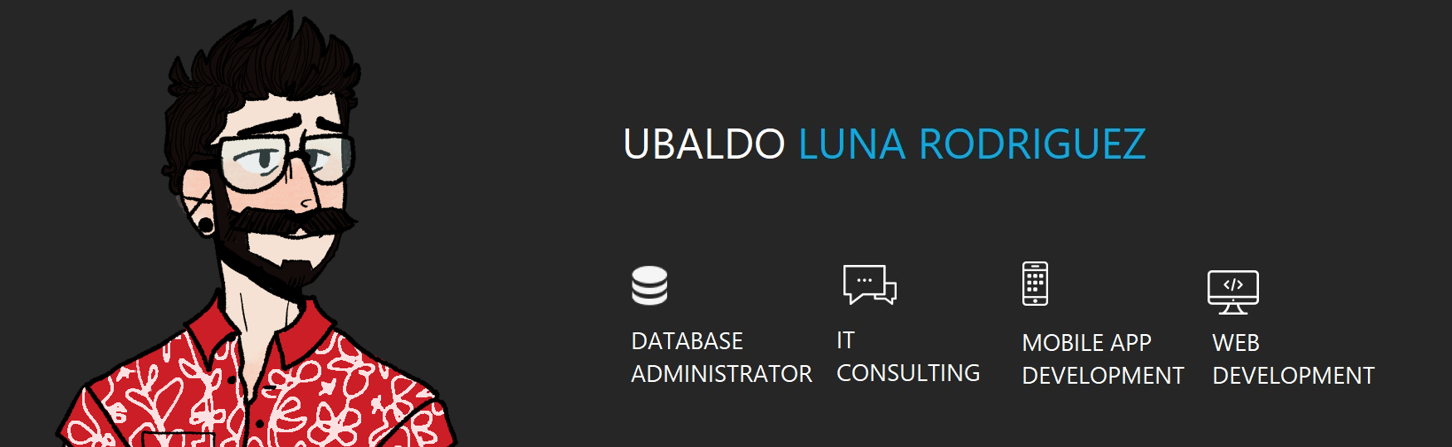 UBALDO LUNA RODRIGUEZ
DATABASE
ADMINISTRATOR
IT
CONSULTING
MOBILE APP
DEVELOPMENT
WEB
DEVELOPMENT